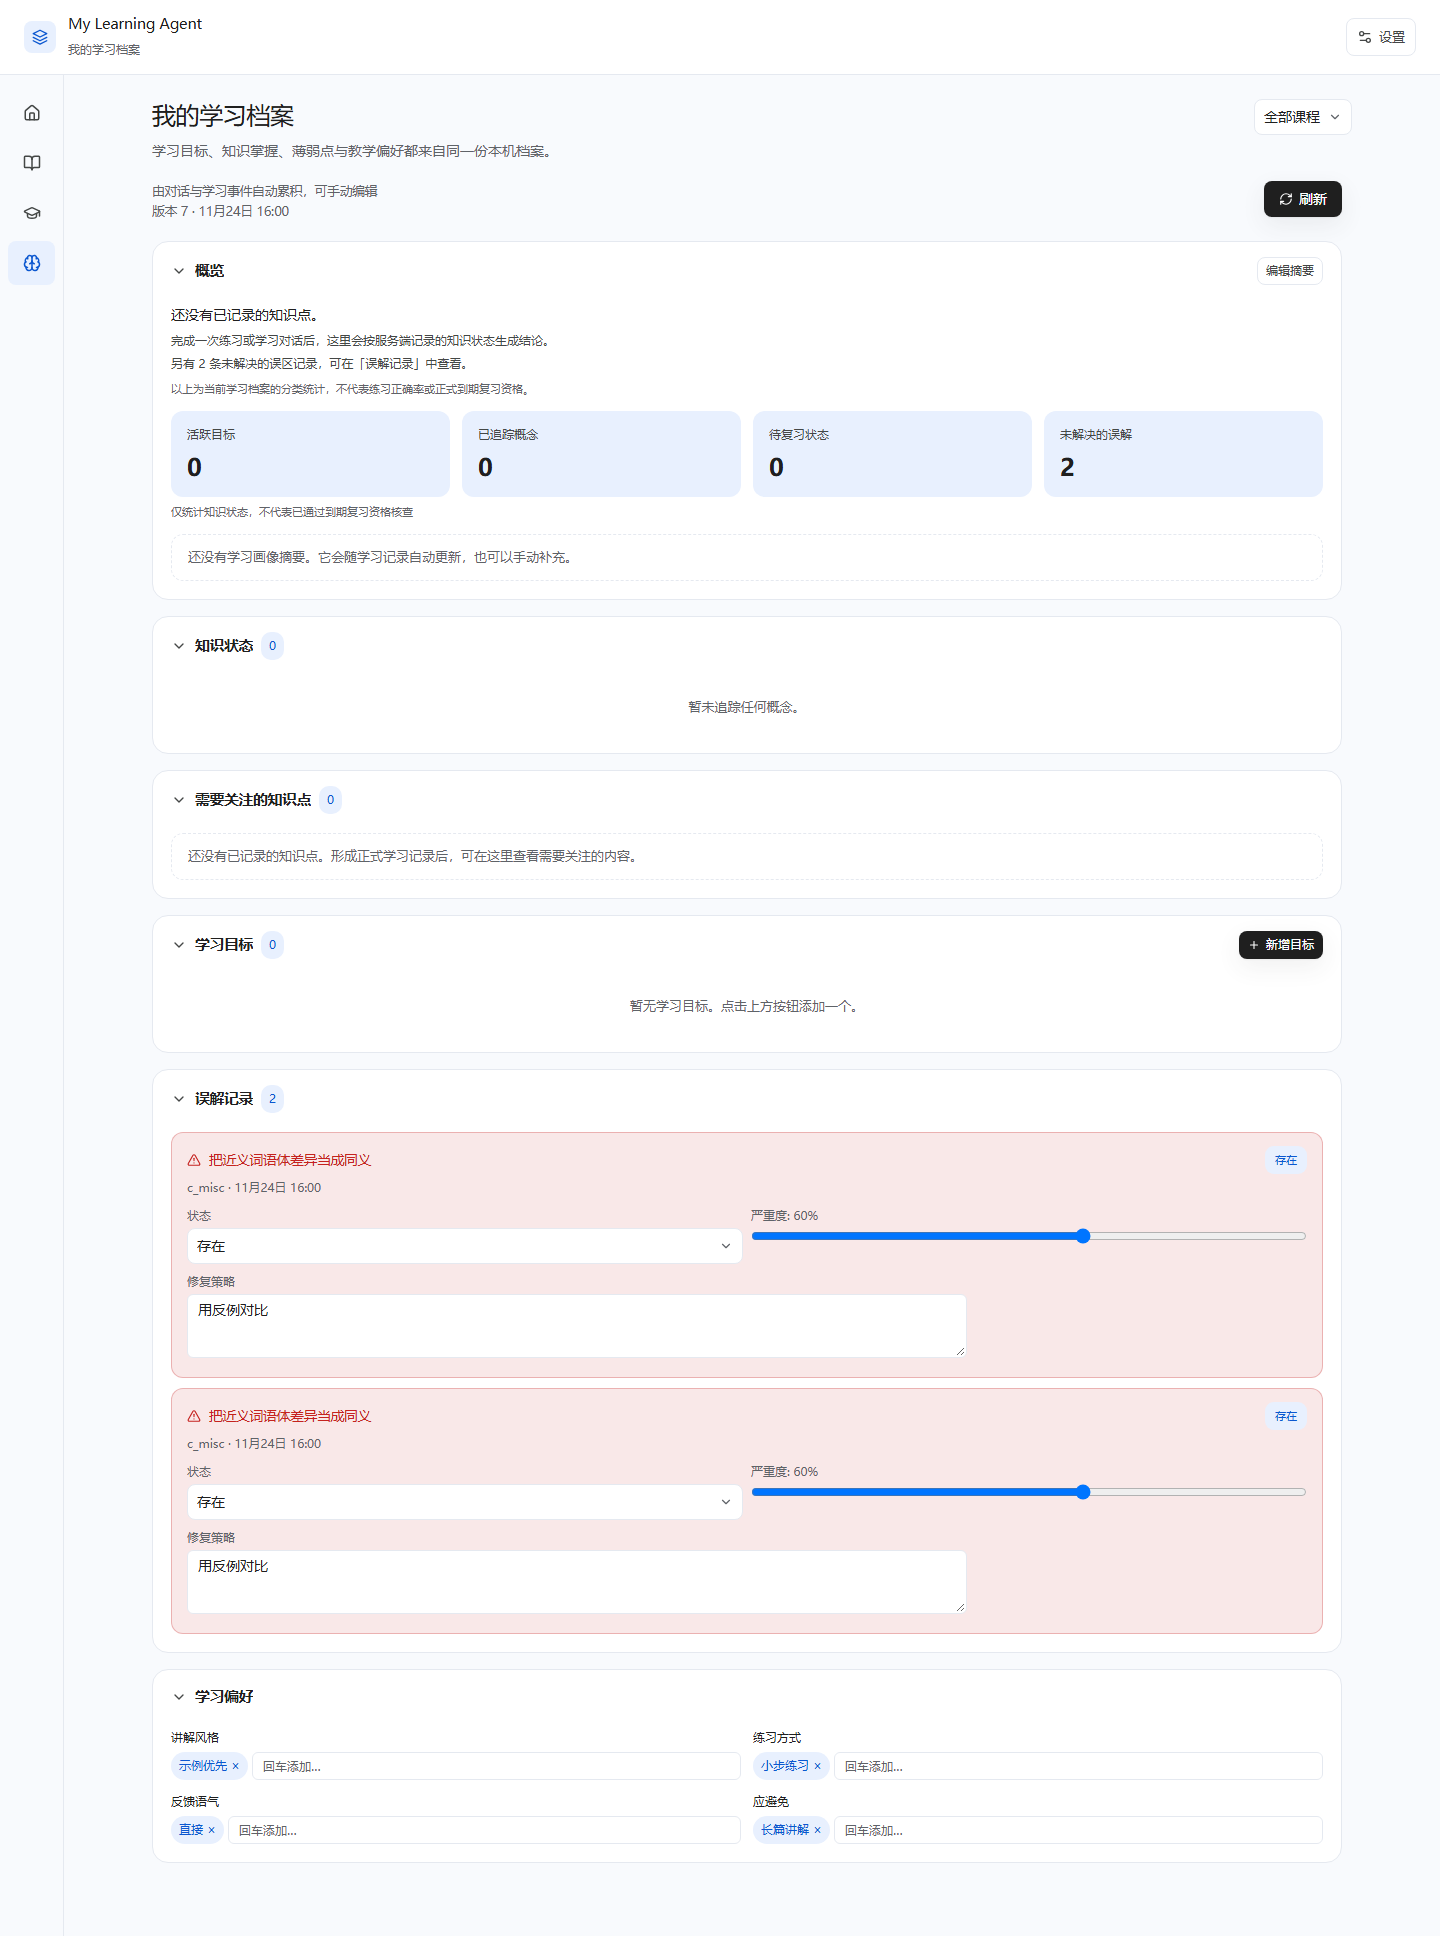 My Learning Agent
我的学习档案
设置
我的学习档案
全部课程
学习目标、知识掌握、薄弱点与教学偏好都来自同一份本机档案。
由对话与学习事件自动累积，可手动编辑
版本 7 · 11月24日 16:00
刷新
概览
编辑摘要
还没有已记录的知识点。
完成一次练习或学习对话后，这里会按服务端记录的知识状态生成结论。
另有 2 条未解决的误区记录，可在「误解记录」中查看。
以上为当前学习档案的分类统计，不代表练习正确率或正式到期复习资格。
活跃目标
0
已追踪概念
0
待复习状态
0
未解决的误解
2
仅统计知识状态，不代表已通过到期复习资格核查
还没有学习画像摘要。它会随学习记录自动更新，也可以手动补充。
知识状态 0
暂未追踪任何概念。
需要关注的知识点 0
还没有已记录的知识点。形成正式学习记录后，可在这里查看需要关注的内容。
学习目标 0
+ 新增目标
暂无学习目标。点击上方按钮添加一个。
误解记录 2
把近义词语体差异当成同义
存在
c_misc · 11月24日 16:00
状态
严重度: 60%
存在
修复策略
用反例对比
把近义词语体差异当成同义
存在
c_misc · 11月24日 16:00
状态
严重度: 60%
存在
修复策略
用反例对比
学习偏好
讲解风格
示例优先 × 回车添加...
练习方式
小步练习 × 回车添加...
反馈语气
直接 × 回车添加...
应避免
长篇讲解 × 回车添加...